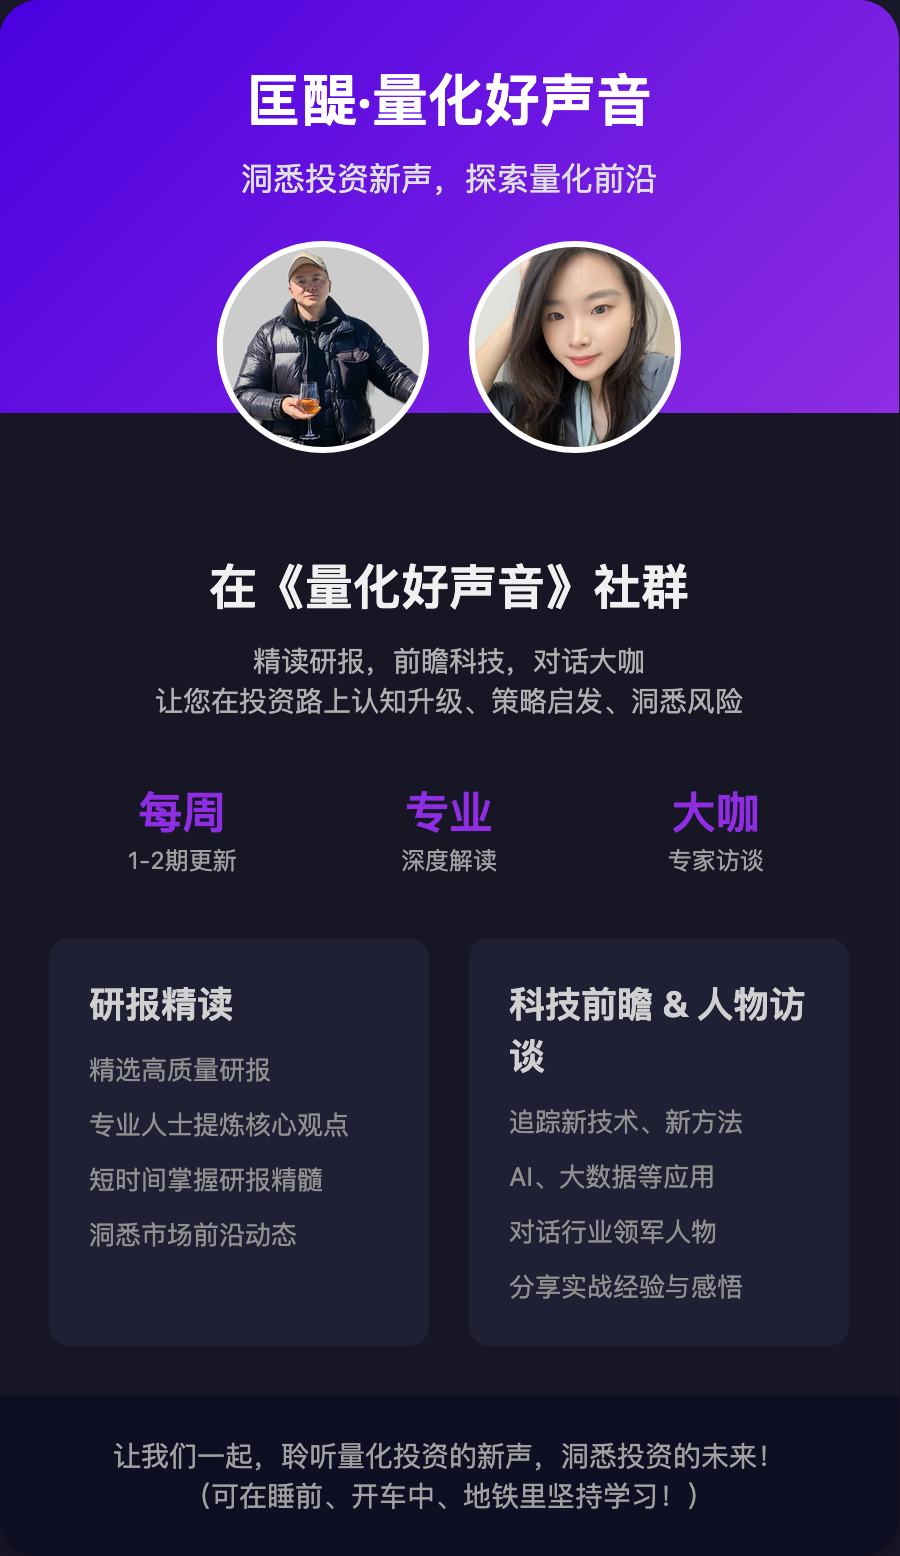 匡醍·量化好声音
洞悉投资新声，探索量化前沿
在《量化好声音》社群
精读研报，前瞻科技，对话大咖
让您在投资路上认知升级、策略启发、洞悉风险
每周
1-2期更新
专业
深度解读
大咖
专家访谈
研报精读
精选高质量研报
专业人士提炼核心观点
短时间掌握研报精髓
洞悉市场前沿动态
科技前瞻 & 人物访
谈
追踪新技术、新方法
AI、大数据等应用
对话行业领军人物
分享实战经验与感悟
让我们一起，聆听量化投资的新声，洞悉投资的未来！
（可在睡前、开车中、地铁里坚持学习！）